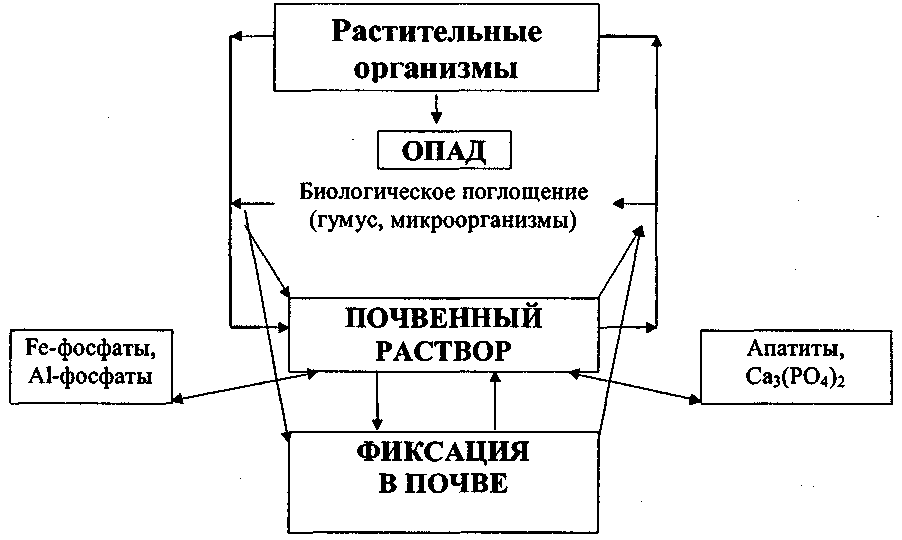 Растительные
организмы
ОПАД
Биологическое поглощение
(гумус, микроорганизмы)
ПОЧВЕННЫЙ
РАСТВОР
Fe-фосфаты,
Al-фосфаты
Апатиты,
Ca₃(PO₄)₂
ФИКСАЦИЯ
В ПОЧВЕ